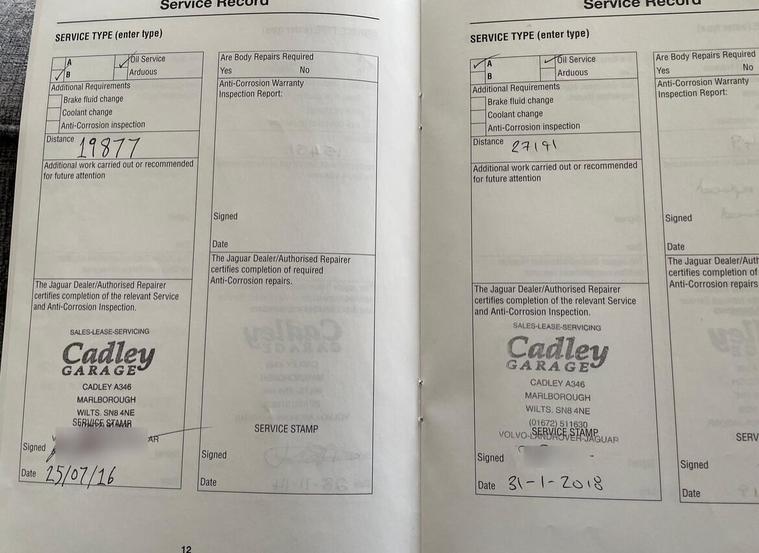 Service Record
SERVICE TYPE (enter type)
A
B
Oil Service
Arduous
Additional Requirements
Brake fluid change
Coolant change
Anti-Corrosion inspection
Distance 19877
Additional work carried out or recommended
for future attention
The Jaguar Dealer/Authorised Repairer
certifies completion of the relevant Service
and Anti-Corrosion Inspection.
SALES-LEASE-SERVICING
Cadley
GARAGE
CADLEY A346
MARLBOROUGH
WILTS. SN8 4NE
SERVICE STAMP
AR
Signed
Date 25/07/16
Are Body Repairs Required
Yes No
Anti-Corrosion Warranty
Inspection Report:
Signed
Date
The Jaguar Dealer/Authorised Repairer
certifies completion of required
Anti-Corrosion repairs.
SERVICE STAMP
Signed
Date
12
Service Record
SERVICE TYPE (enter type)
A
B
Oil Service
Arduous
Additional Requirements
Brake fluid change
Coolant change
Anti-Corrosion inspection
Distance 27191
Additional work carried out or recommended
for future attention
The Jaguar Dealer/Authorised Repairer
certifies completion of the relevant Service
and Anti-Corrosion Inspection.
SALES-LEASE-SERVICING
Cadley
GARAGE
CADLEY A346
MARLBOROUGH
WILTS. SN8 4NE
(01672) 511630
SERVICE STAMP
VOLVO-LANDROVER-JAGUAR
Signed
Date 31-1-2018
Are Body Repairs Required
Yes No
Anti-Corrosion Warranty
Inspection Report:
Signed
Date
The Jaguar Dealer/Auth
certifies completion of
Anti-Corrosion repairs
SERV
Signed
Date